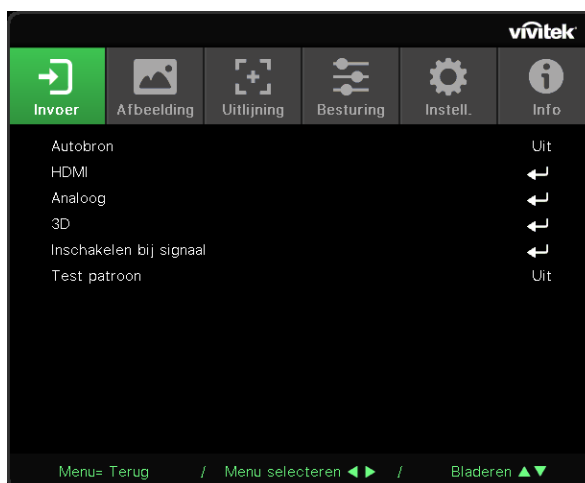 vivitek
Invoer Afbeelding Uitlijning Besturing Instell. Info
Autobron Uit
HDMI
Analoog
3D
Inschakelen bij signaal
Test patroon Uit
Menu= Terug / Menu selecteren ◀ ▶ / Bladeren ▲▼